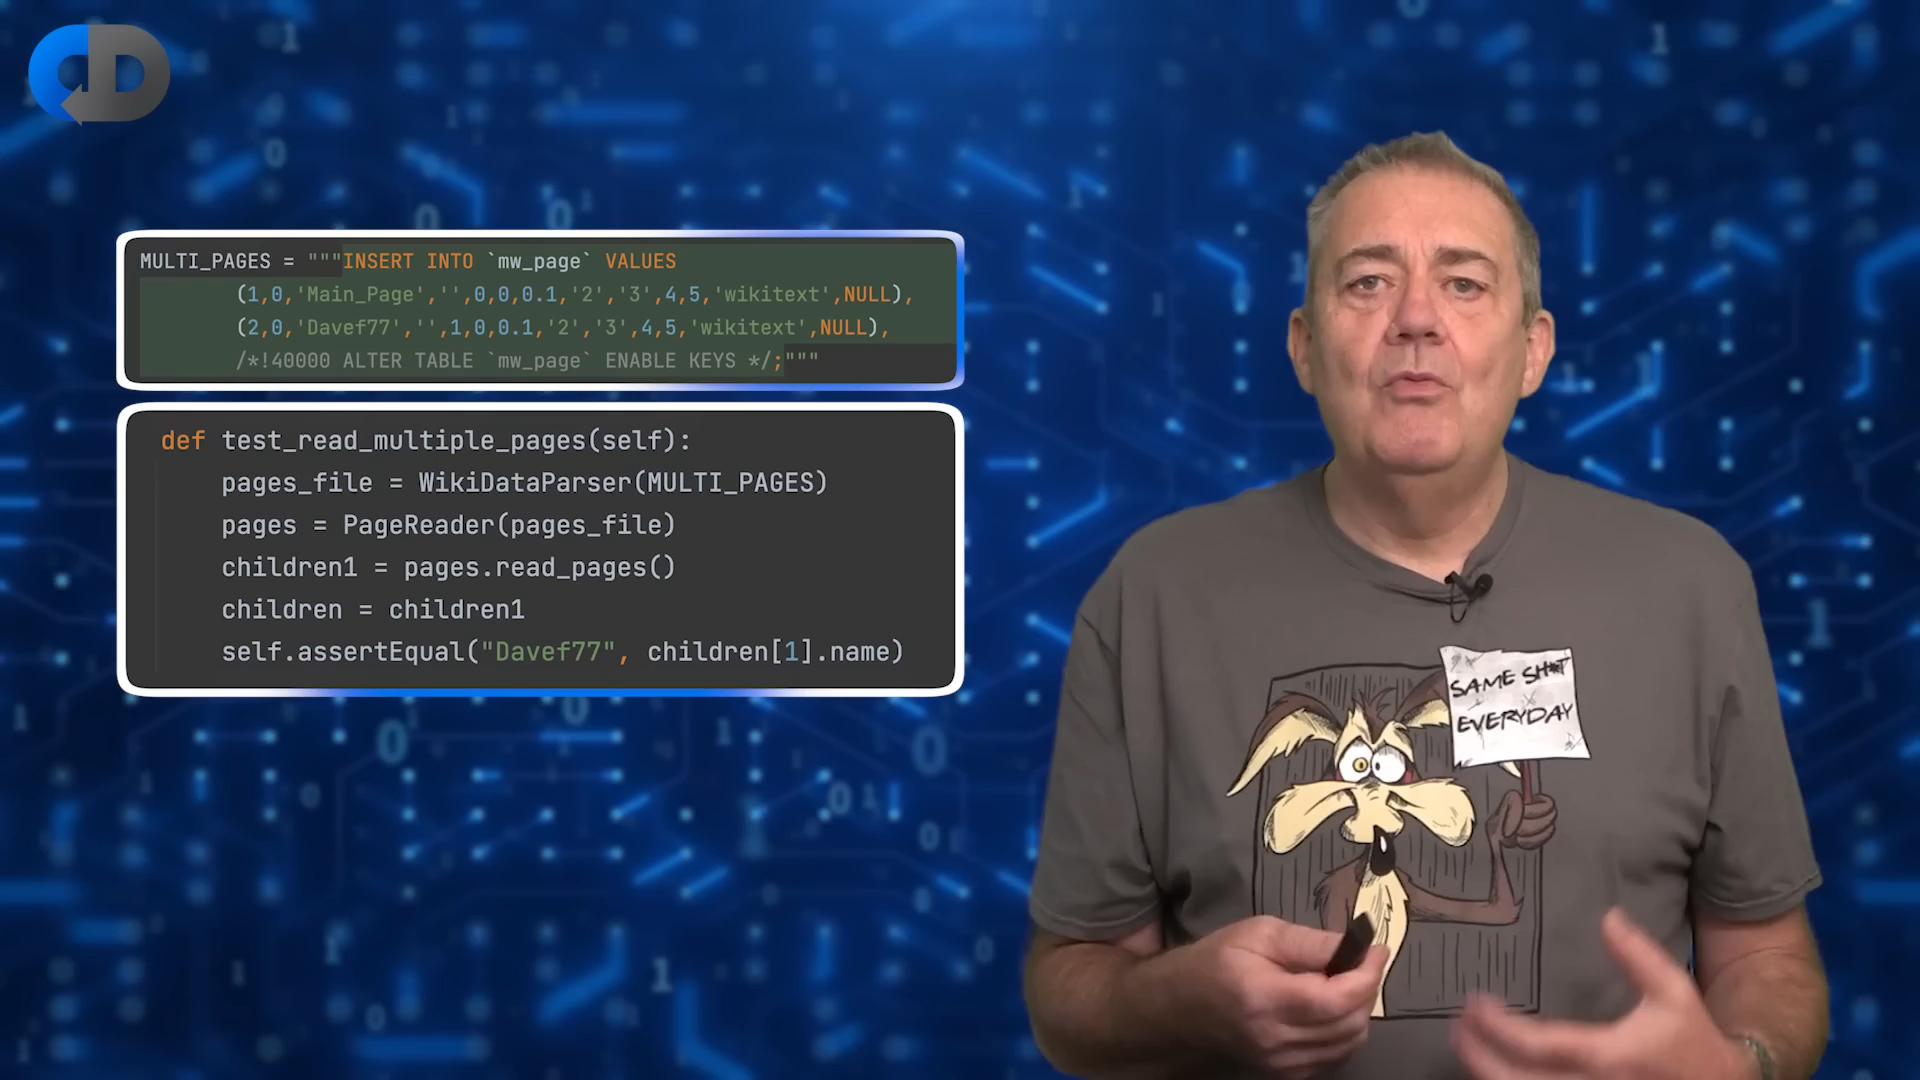 CD
MULTI_PAGES = """INSERT INTO `mw_page` VALUES
(1,0,'Main_Page','',0,0,0.1,'2','3',4,5,'wikitext',NULL),
(2,0,'Davef77','',1,0,0.1,'2','3',4,5,'wikitext',NULL),
/*!40000 ALTER TABLE `mw_page` ENABLE KEYS */;"""
def test_read_multiple_pages(self):
pages_file = WikiDataParser(MULTI_PAGES)
pages = PageReader(pages_file)
children1 = pages.read_pages()
children = children1
self.assertEqual("Davef77", children[1].name)
SAME SH*T
EVERYDAY